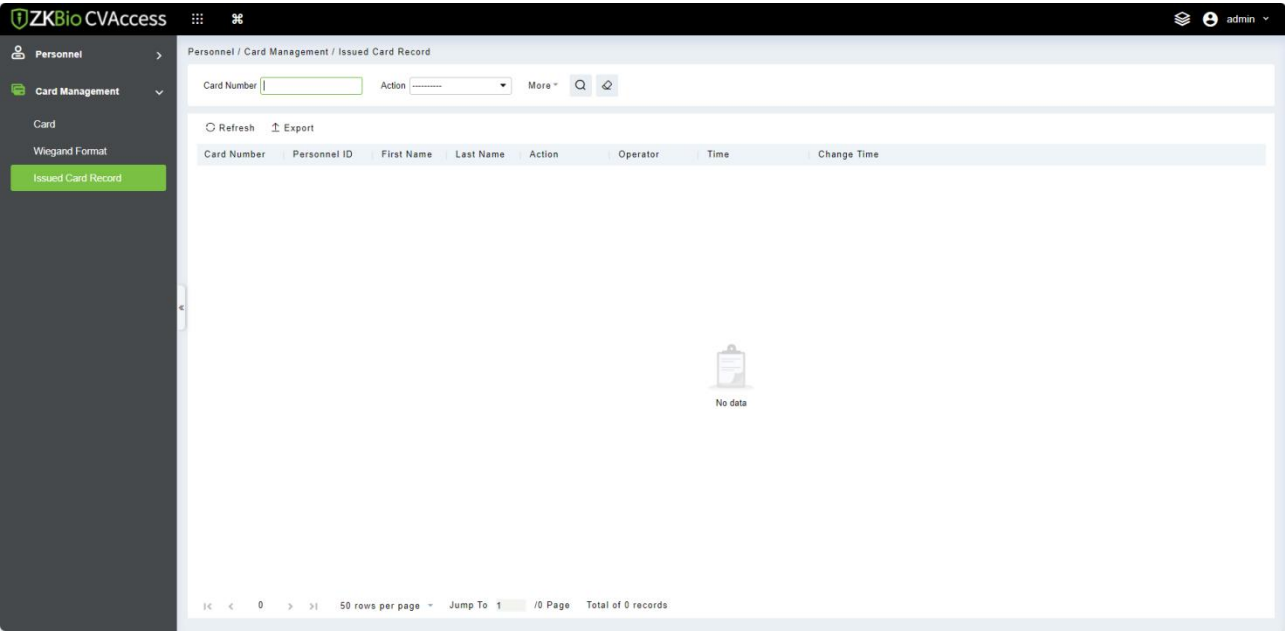 ZKBio CVAccess
admin
Personnel
Card Management
Card
Wiegand Format
Issued Card Record
Personnel / Card Management / Issued Card Record
Card Number Action ---------- More
Refresh Export
Card Number Personnel ID First Name Last Name Action Operator Time Change Time
No data
0 50 rows per page Jump To 1 /0 Page Total of 0 records